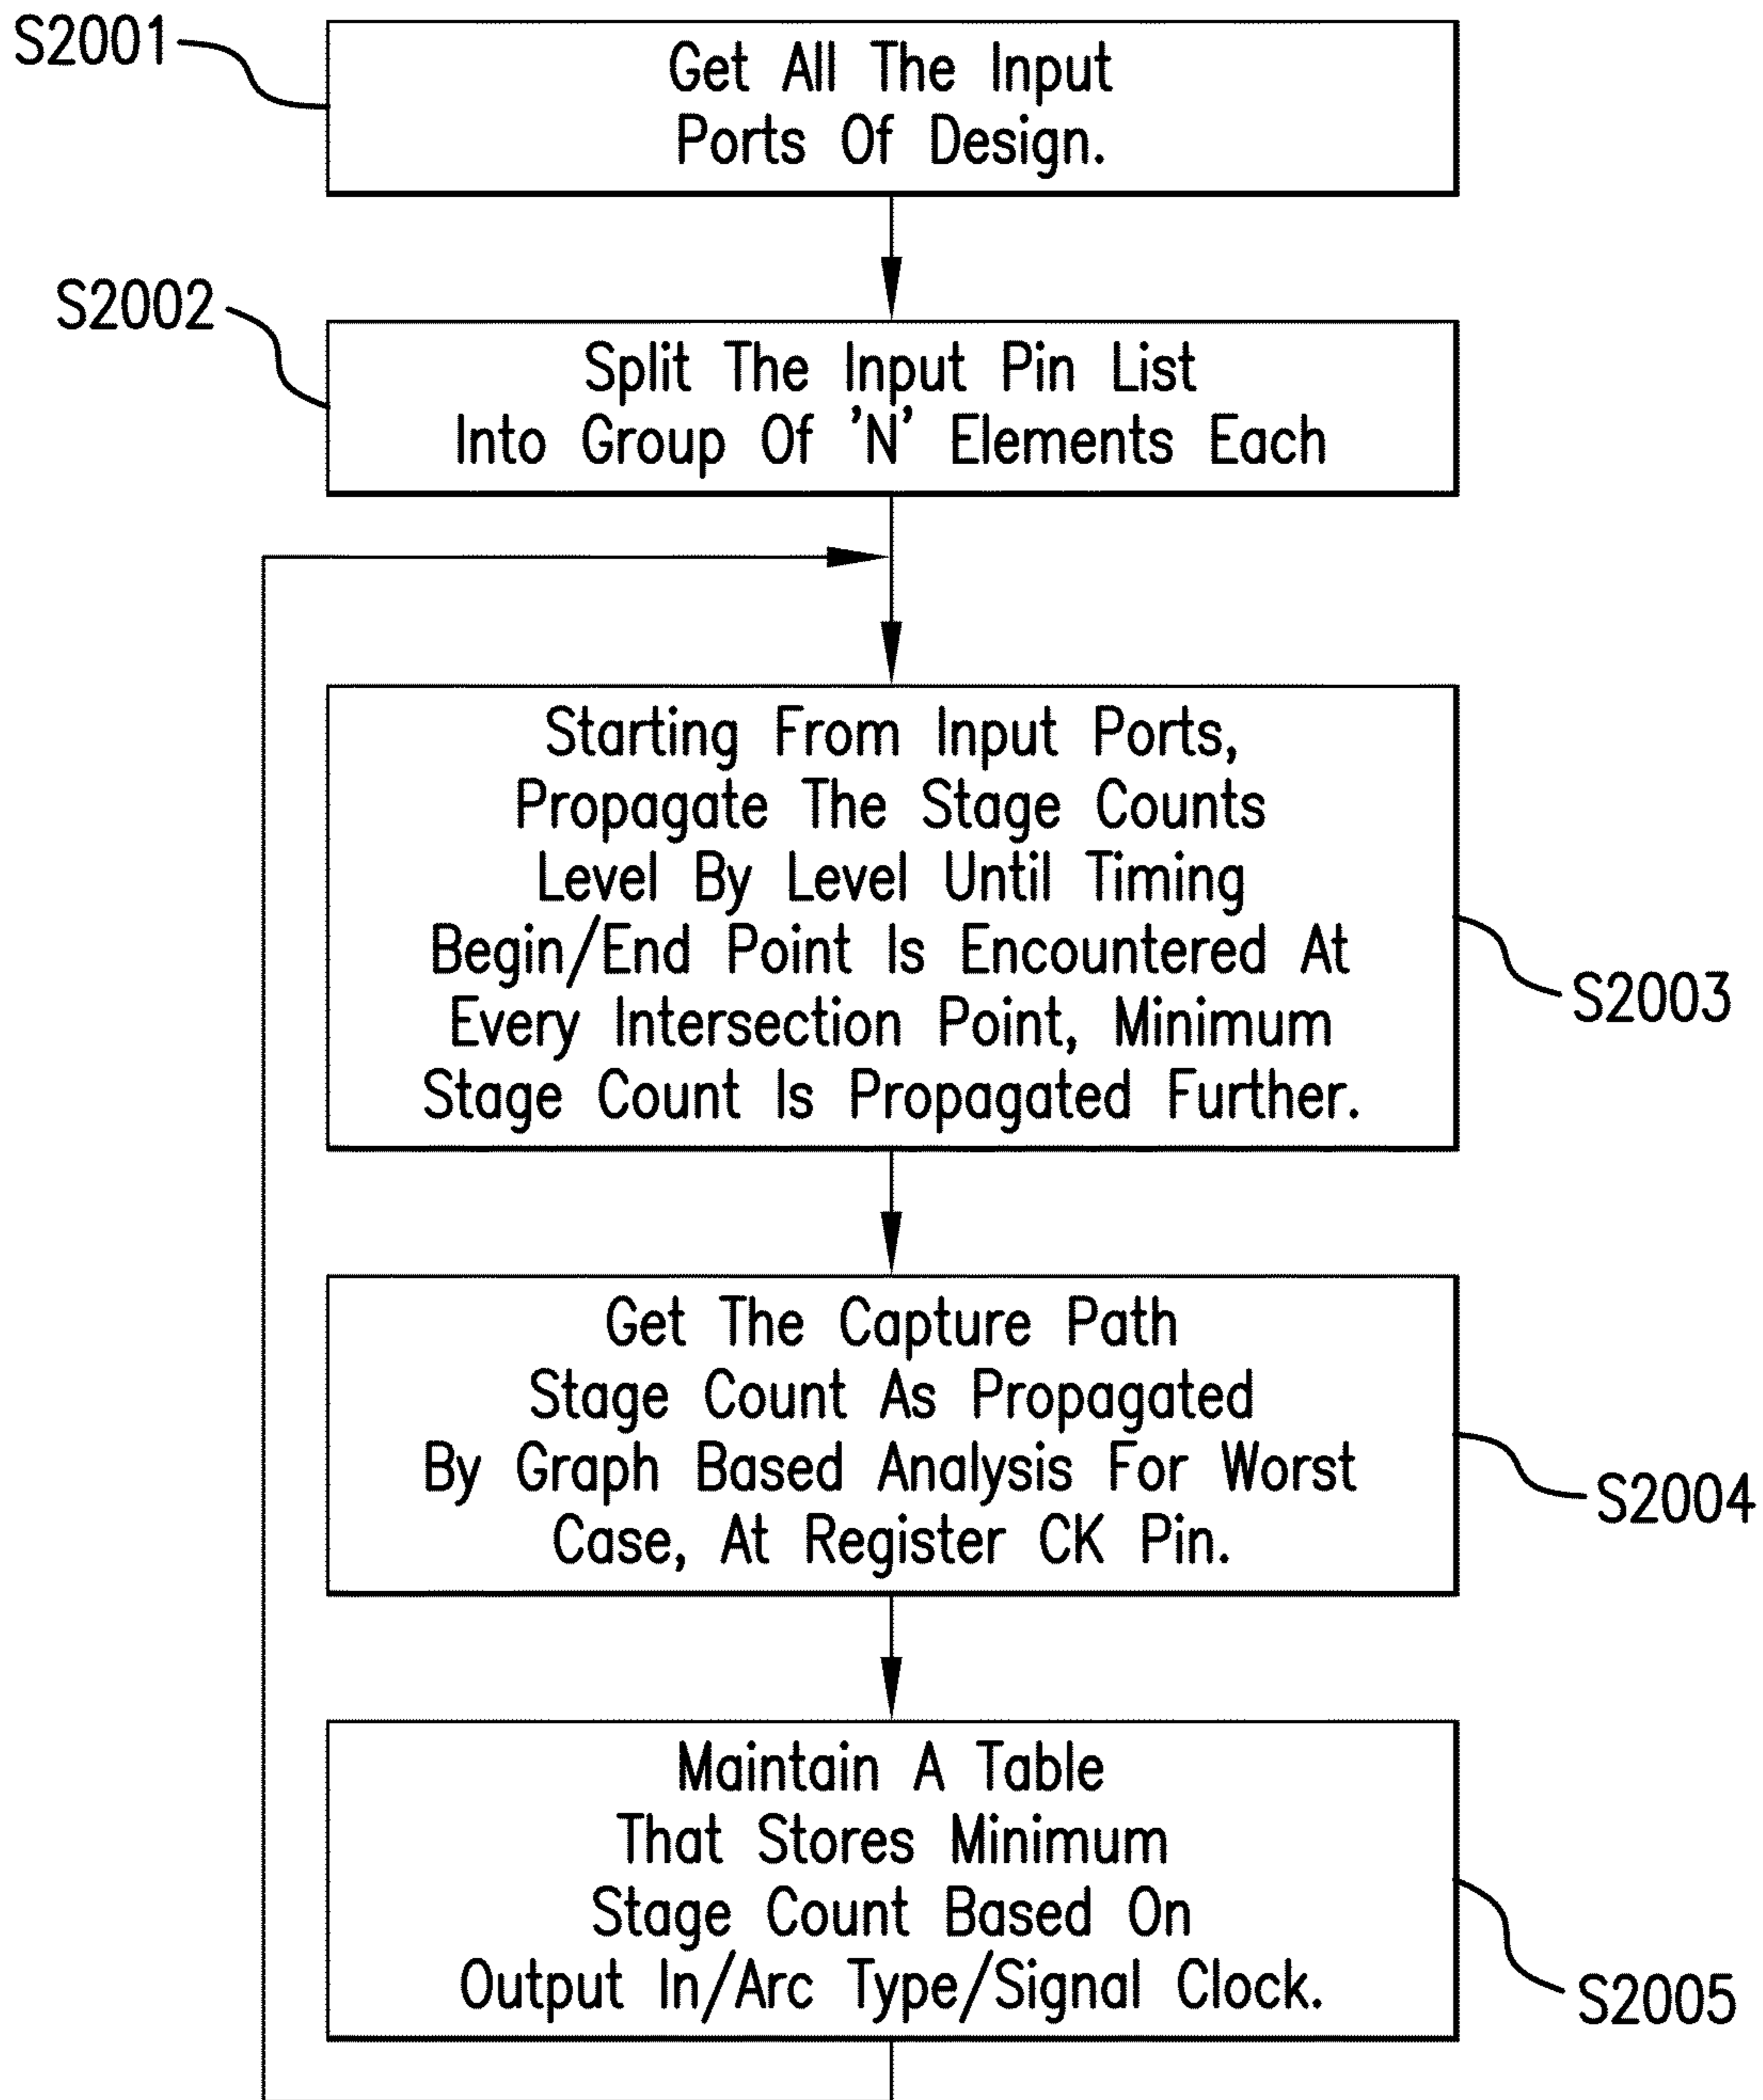 S2001
Get All The Input
Ports Of Design.
S2002
Split The Input Pin List
Into Group Of 'N' Elements Each
Starting From Input Ports,
Propagate The Stage Counts
Level By Level Until Timing
Begin/End Point Is Encountered At
Every Intersection Point, Minimum
Stage Count Is Propagated Further.
S2003
Get The Capture Path
Stage Count As Propagated
By Graph Based Analysis For Worst
Case, At Register CK Pin.
S2004
Maintain A Table
That Stores Minimum
Stage Count Based On
Output In/Arc Type/Signal Clock.
S2005